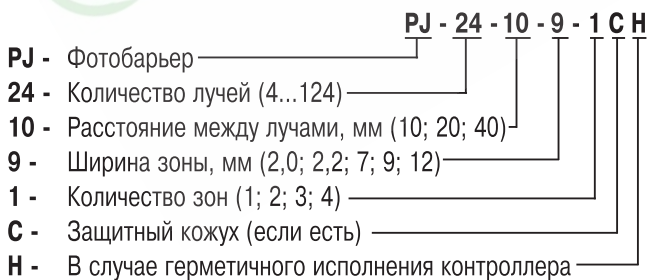 PJ - 24 - 10 - 9 - 1 C H
PJ - Фотобарьер
24 - Количество лучей (4...124)
10 - Расстояние между лучами, мм (10; 20; 40)
9 - Ширина зоны, мм (2,0; 2,2; 7; 9; 12)
1 - Количество зон (1; 2; 3; 4)
C - Защитный кожух (если есть)
H - В случае герметичного исполнения контроллера